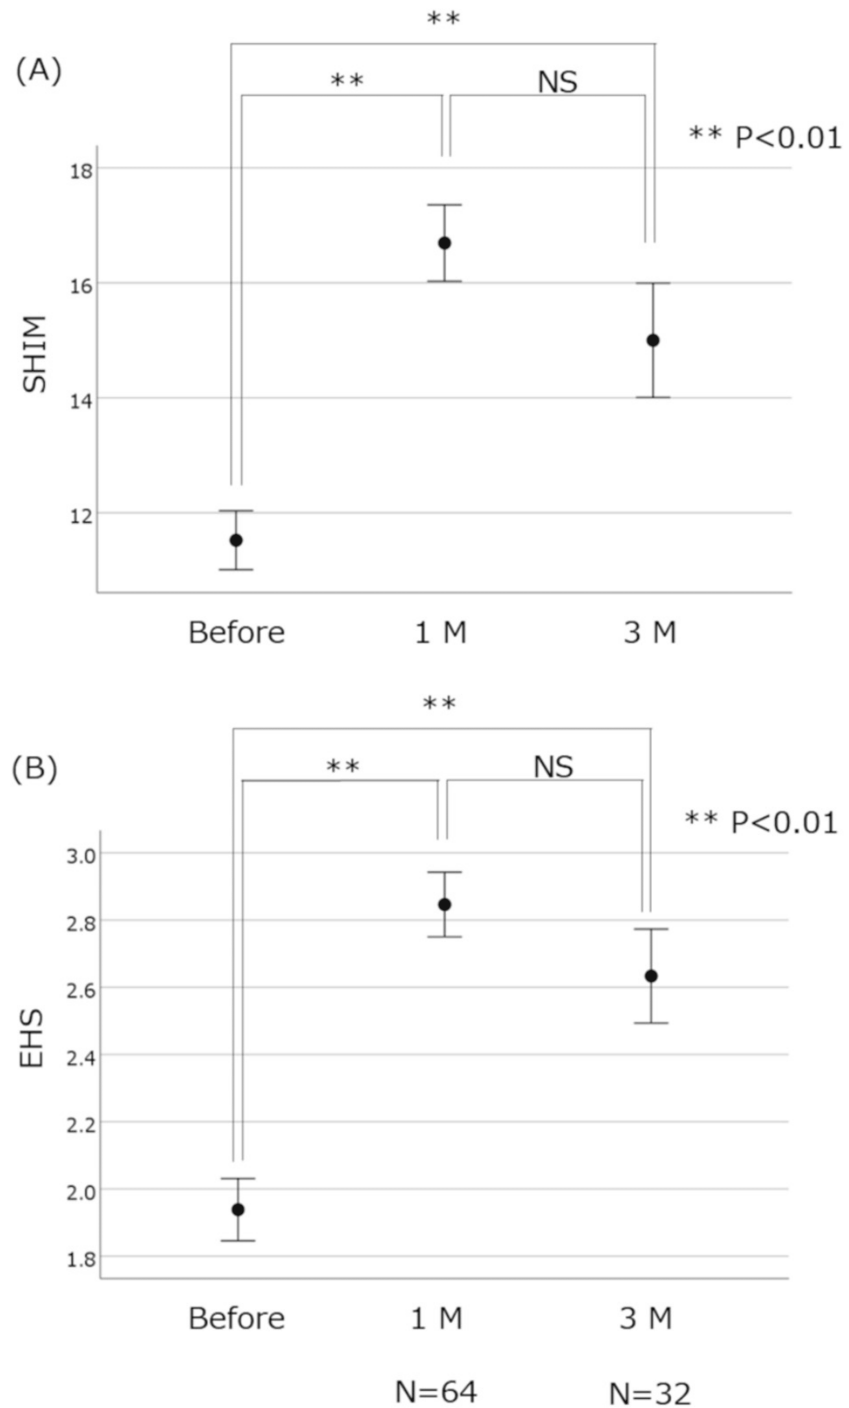 **
(A)
** NS
** P<0.01
18
16
SHIM
14
12
Before 1 M 3 M
**
(B)
** NS
** P<0.01
3.0
2.8
2.6
EHS
2.4
2.2
2.0
1.8
Before 1 M 3 M
N=64 N=32